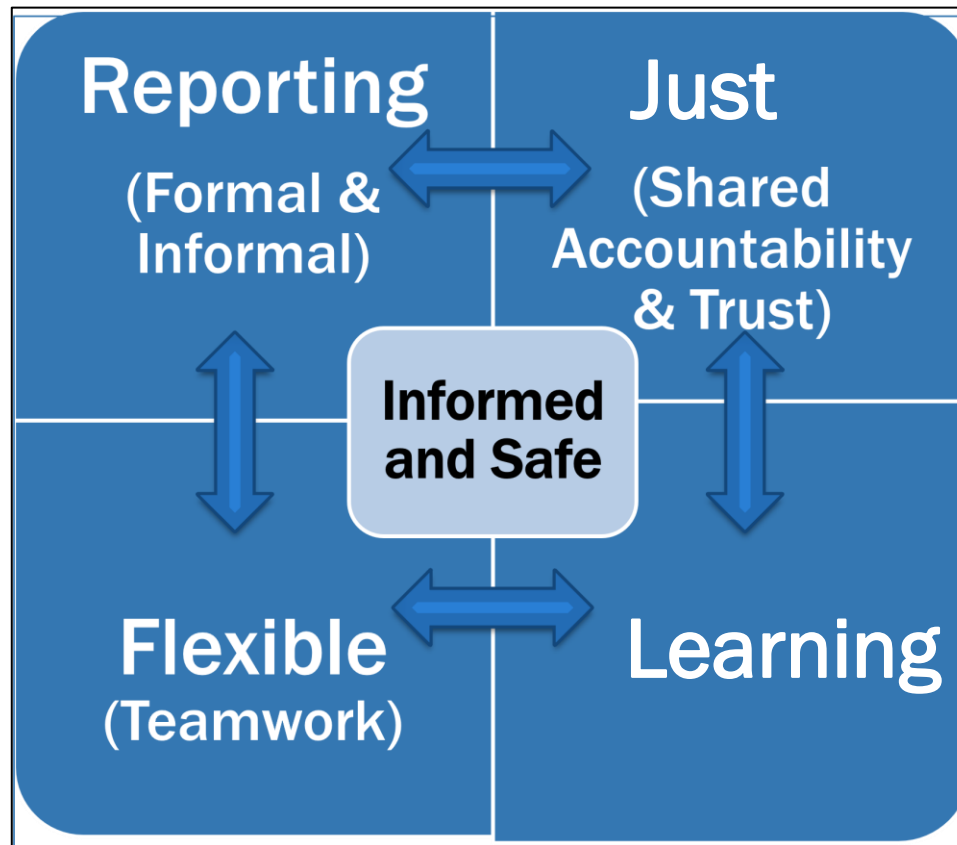 Reporting
(Formal &
Informal)
Just
(Shared
Accountability
& Trust)
Informed
and Safe
Flexible
(Teamwork)
Learning